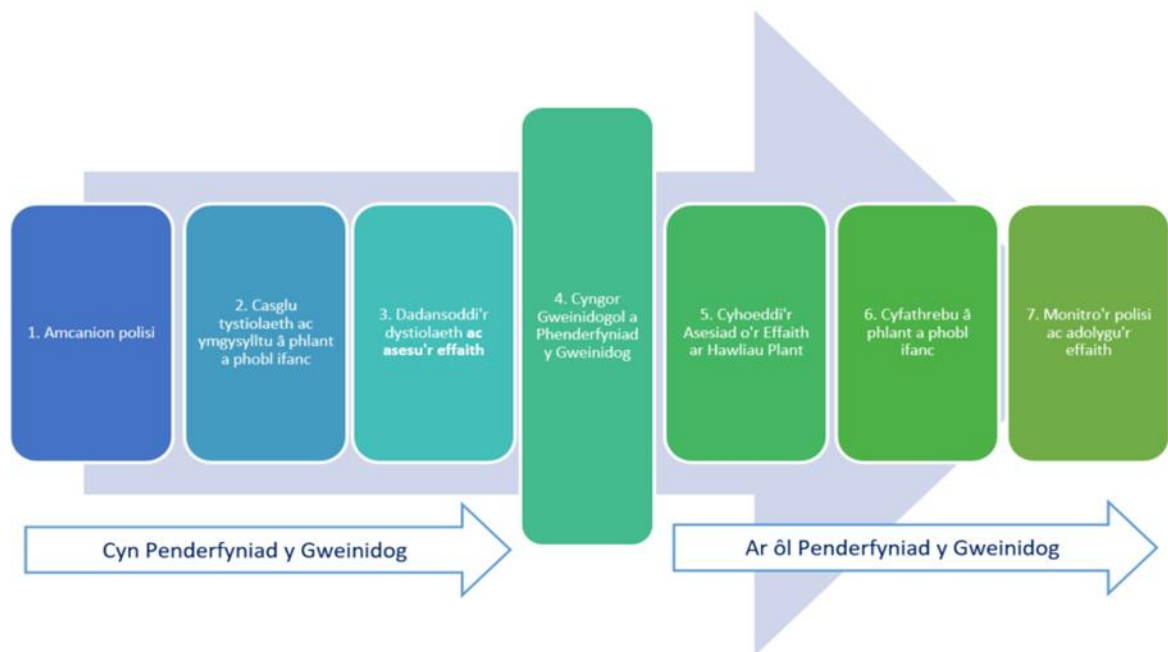 1. Amcanion polisi
2. Casglu
tystiolaeth ac
ymgysylltu â phlant
a phobl ifanc
3. Dadansoddi'r
dystiolaeth ac
asesu'r effaith
4. Cyngor
Gweinidogol a
Phenderfyniad
y Gweinidog
5. Cyhoeddi'r
Asesiad o'r Effaith
ar Hawliau Plant
6. Cyfathrebu â
phlant a phobl
ifanc
7. Monitro'r polisi
ac adolygu'r
effaith
Cyn Penderfyniad y Gweinidog
Ar ôl Penderfyniad y Gweinidog